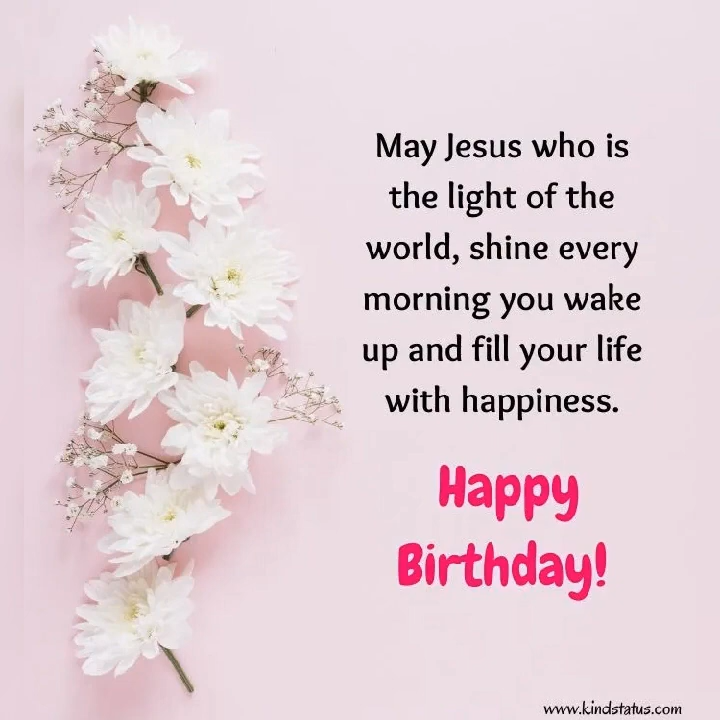 May Jesus who is
the light of the
world, shine every
morning you wake
up and fill your life
with happiness.
Happy
Birthday!
www.kindstatus.com